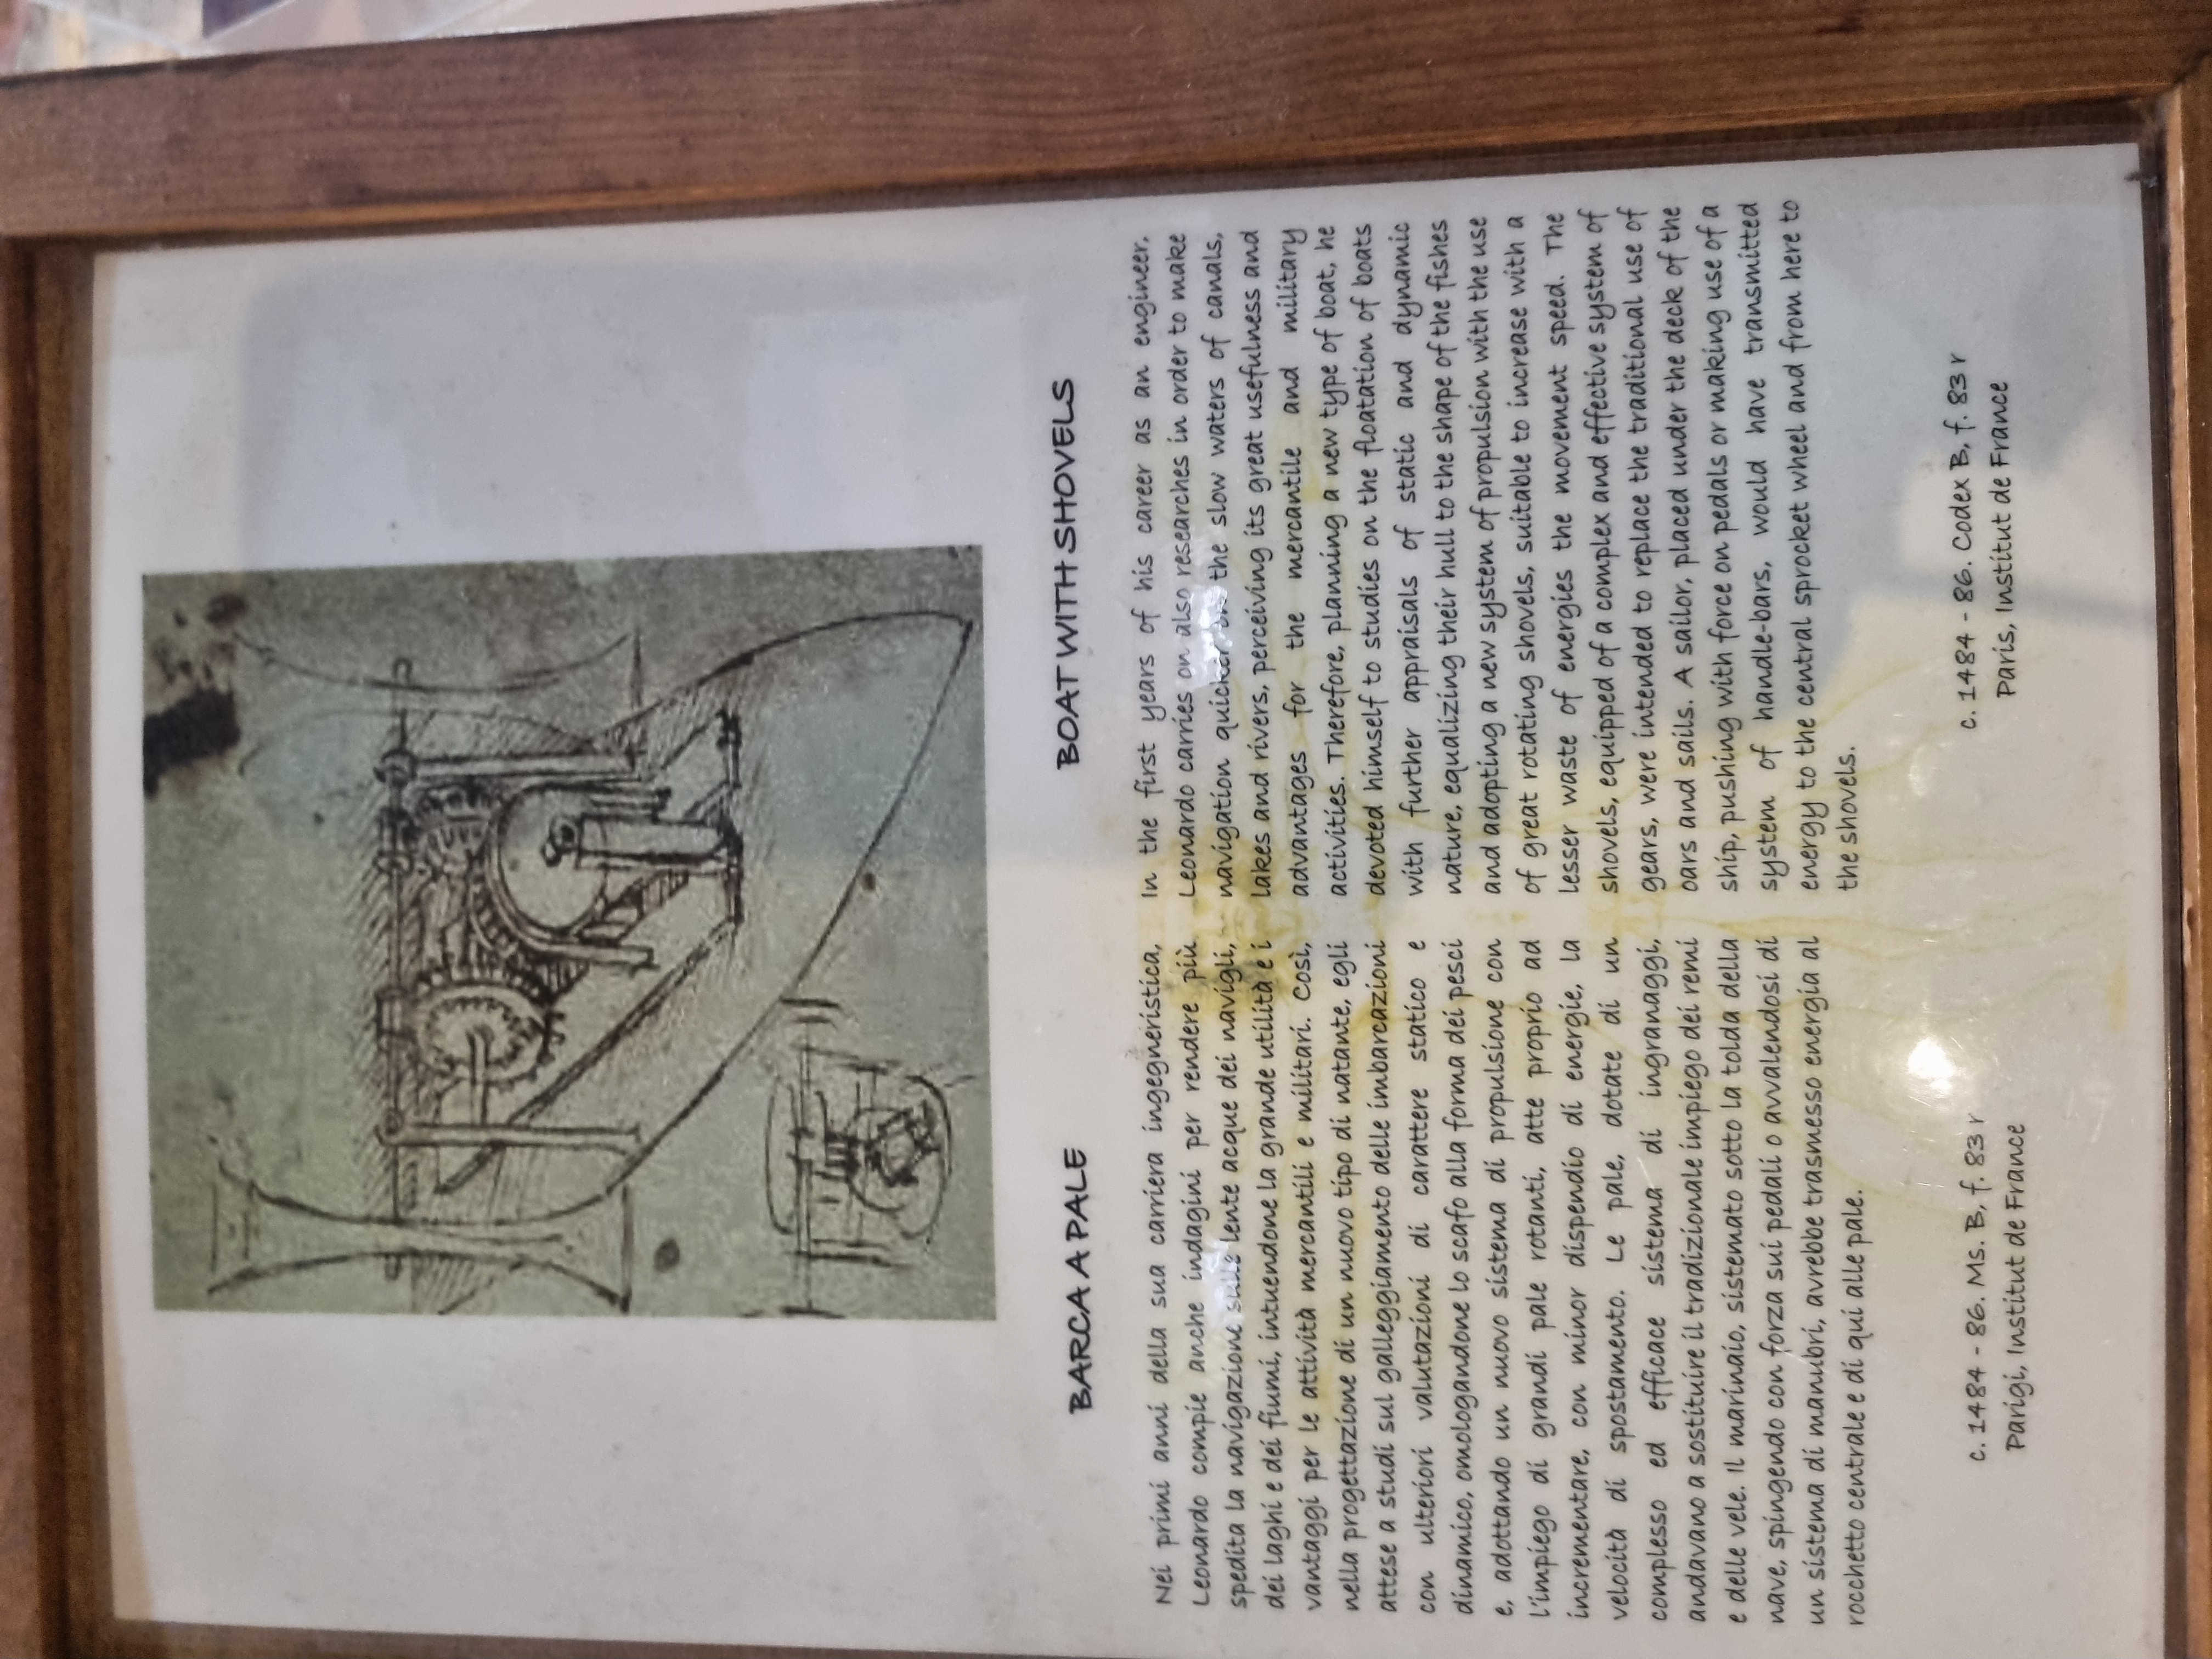 BARCA A PALE
Nei primi anni della sua carriera ingegneristica,
Leonardo compie anche indagini per rendere più
spedita la navigazione sulle lente acque dei navigli,
dei laghi e dei fiumi, intuendone la grande utilità e i
vantaggi per le attività mercantili e militari. Così,
nella progettazione di un nuovo tipo di natante, egli
attese a studi sul galleggiamento delle imbarcazioni
con ulteriori valutazioni di carattere statico e
dinamico, omologandone lo scafo alla forma dei pesci
e, adottando un nuovo sistema di propulsione con
l'impiego di grandi pale rotanti, atte proprio ad
incrementare, con minor dispendio di energie, la
velocità di spostamento. Le pale, dotate di un
complesso ed efficace sistema di ingranaggi,
andavano a sostituire il tradizionale impiego dei remi
e delle vele. Il marinaio, sistemato sotto la tolda della
nave, spingendo con forza sui pedali o avvalendosi di
un sistema di manubri, avrebbe trasmesso energia al
rocchetto centrale e di qui alle pale.
c. 1484 - 86. Ms. B, f. 83 r
Parigi, Institut de France
BOAT WITH SHOVELS
In the first years of his career as an engineer,
Leonardo carries on also researches in order to make
navigation quicker on the slow waters of canals,
lakes and rivers, perceiving its great usefulness and
advantages for the mercantile and military
activities. Therefore, planning a new type of boat, he
devoted himself to studies on the floatation of boats
with further appraisals of static and dynamic
nature, equalizing their hull to the shape of the fishes
and adopting a new system of propulsion with the use
of great rotating shovels, suitable to increase with a
lesser waste of energies the movement speed. The
shovels, equipped of a complex and effective system of
gears, were intended to replace the traditional use of
oars and sails. A sailor, placed under the deck of the
ship, pushing with force on pedals or making use of a
system of handle-bars, would have transmitted
energy to the central sprocket wheel and from here to
the shovels.
c. 1484 - 86. Codex B, f. 83 r
Paris, Institut de France